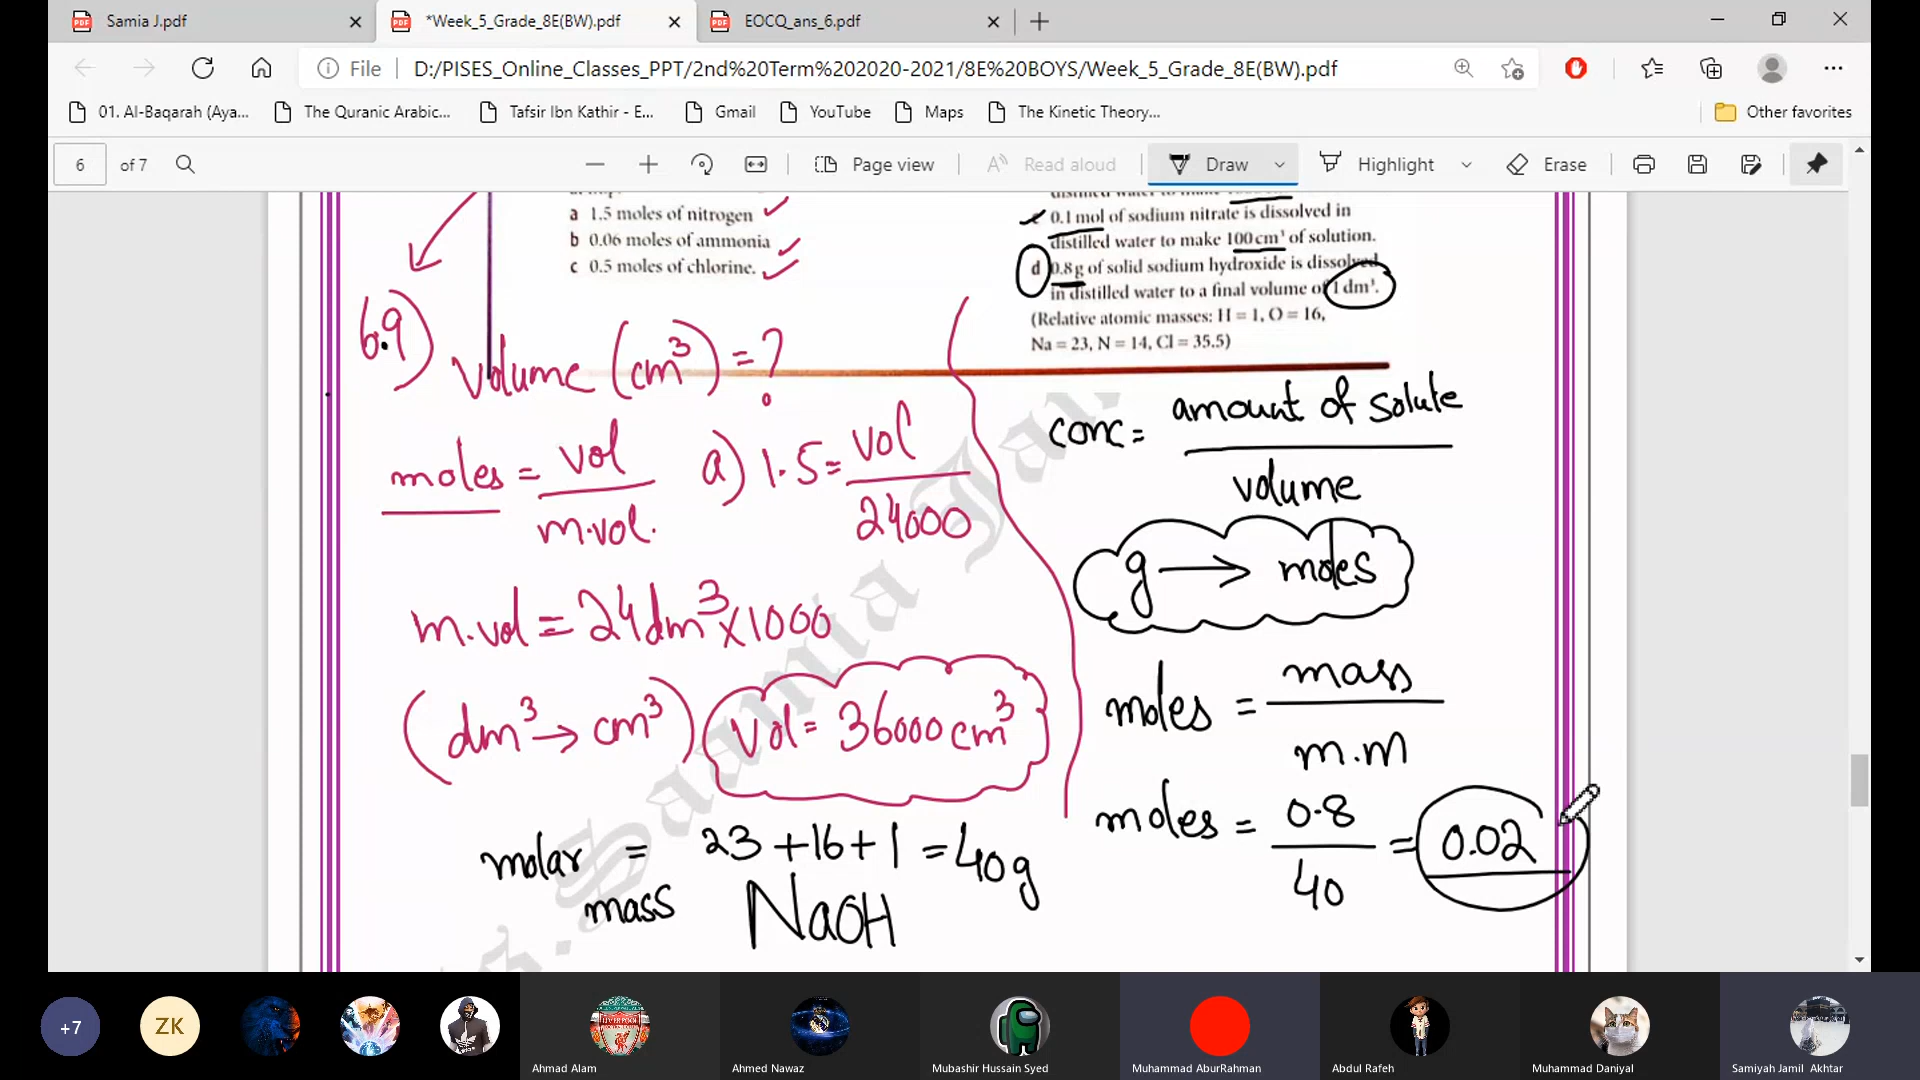 Samia J.pdf
*Week_5_Grade_8E(BW).pdf
EOCQ_ans_6.pdf
File
D:/PISES_Online_Classes_PPT/2nd%20Term%202020-2021/8E%20BOYS/Week_5_Grade_8E(BW).pdf
01. Al-Baqarah (Aya...
The Quranic Arabic...
Tafsir Ibn Kathir - E...
Gmail
YouTube
Maps
The Kinetic Theory...
Other favorites
6 of 7
Page view
Read aloud
Draw
Highlight
Erase
a 1.5 moles of nitrogen
b 0.06 moles of ammonia
c 0.5 moles of chlorine.
0.1 mol of sodium nitrate is dissolved in
distilled water to make 100 cm³ of solution.
d 0.8 g of solid sodium hydroxide is dissolved
in distilled water to a final volume of 1 dm³.
(Relative atomic masses: H = 1, O = 16,
Na = 23, N = 14, Cl = 35.5)
6.9)
volume (cm³) = ?
moles = vol / m.vol.
a) 1.5 = vol / 24000
m.vol = 24dm³ x 1000
(dm³ → cm³)
Vol = 36000 cm³
molar mass = 23 + 16 + 1 = 40g
NaOH
conc = amount of solute / volume
g → moles
moles = mass / m.m
moles = 0.8 / 40 = 0.02
+7
ZK
Ahmad Alam
Ahmed Nawaz
Mubashir Hussain Syed
Muhammad AburRahman
Abdul Rafeh
Muhammad Daniyal
Samiyah Jamil Akhtar